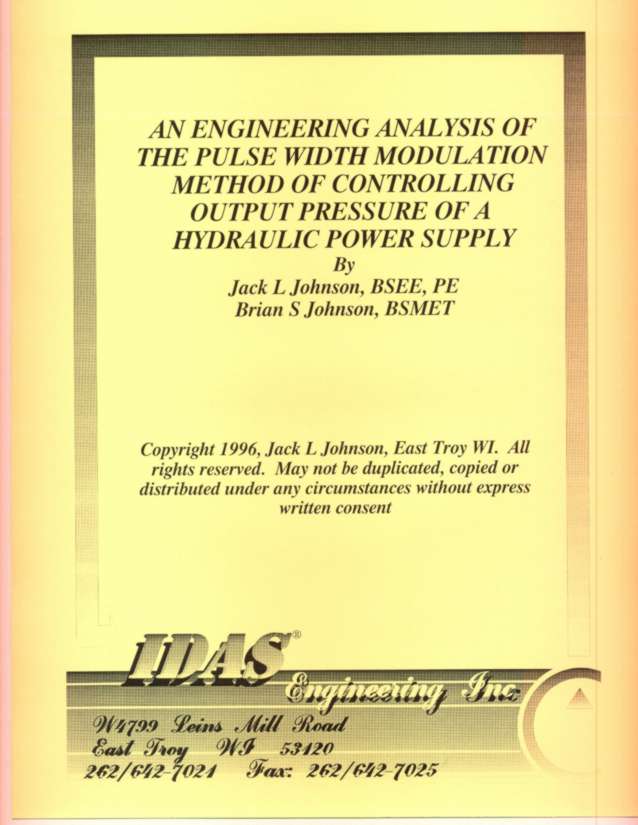 AN ENGINEERING ANALYSIS OF
THE PULSE WIDTH MODULATION
METHOD OF CONTROLLING
OUTPUT PRESSURE OF A
HYDRAULIC POWER SUPPLY
By
Jack L Johnson, BSEE, PE
Brian S Johnson, BSMET
Copyright 1996, Jack L Johnson, East Troy WI. All
rights reserved. May not be duplicated, copied or
distributed under any circumstances without express
written consent
IDAS®
Engineering Inc
W4799 Leins Mill Road
East Troy WI 53120
262/642-7021 Fax: 262/642-7025